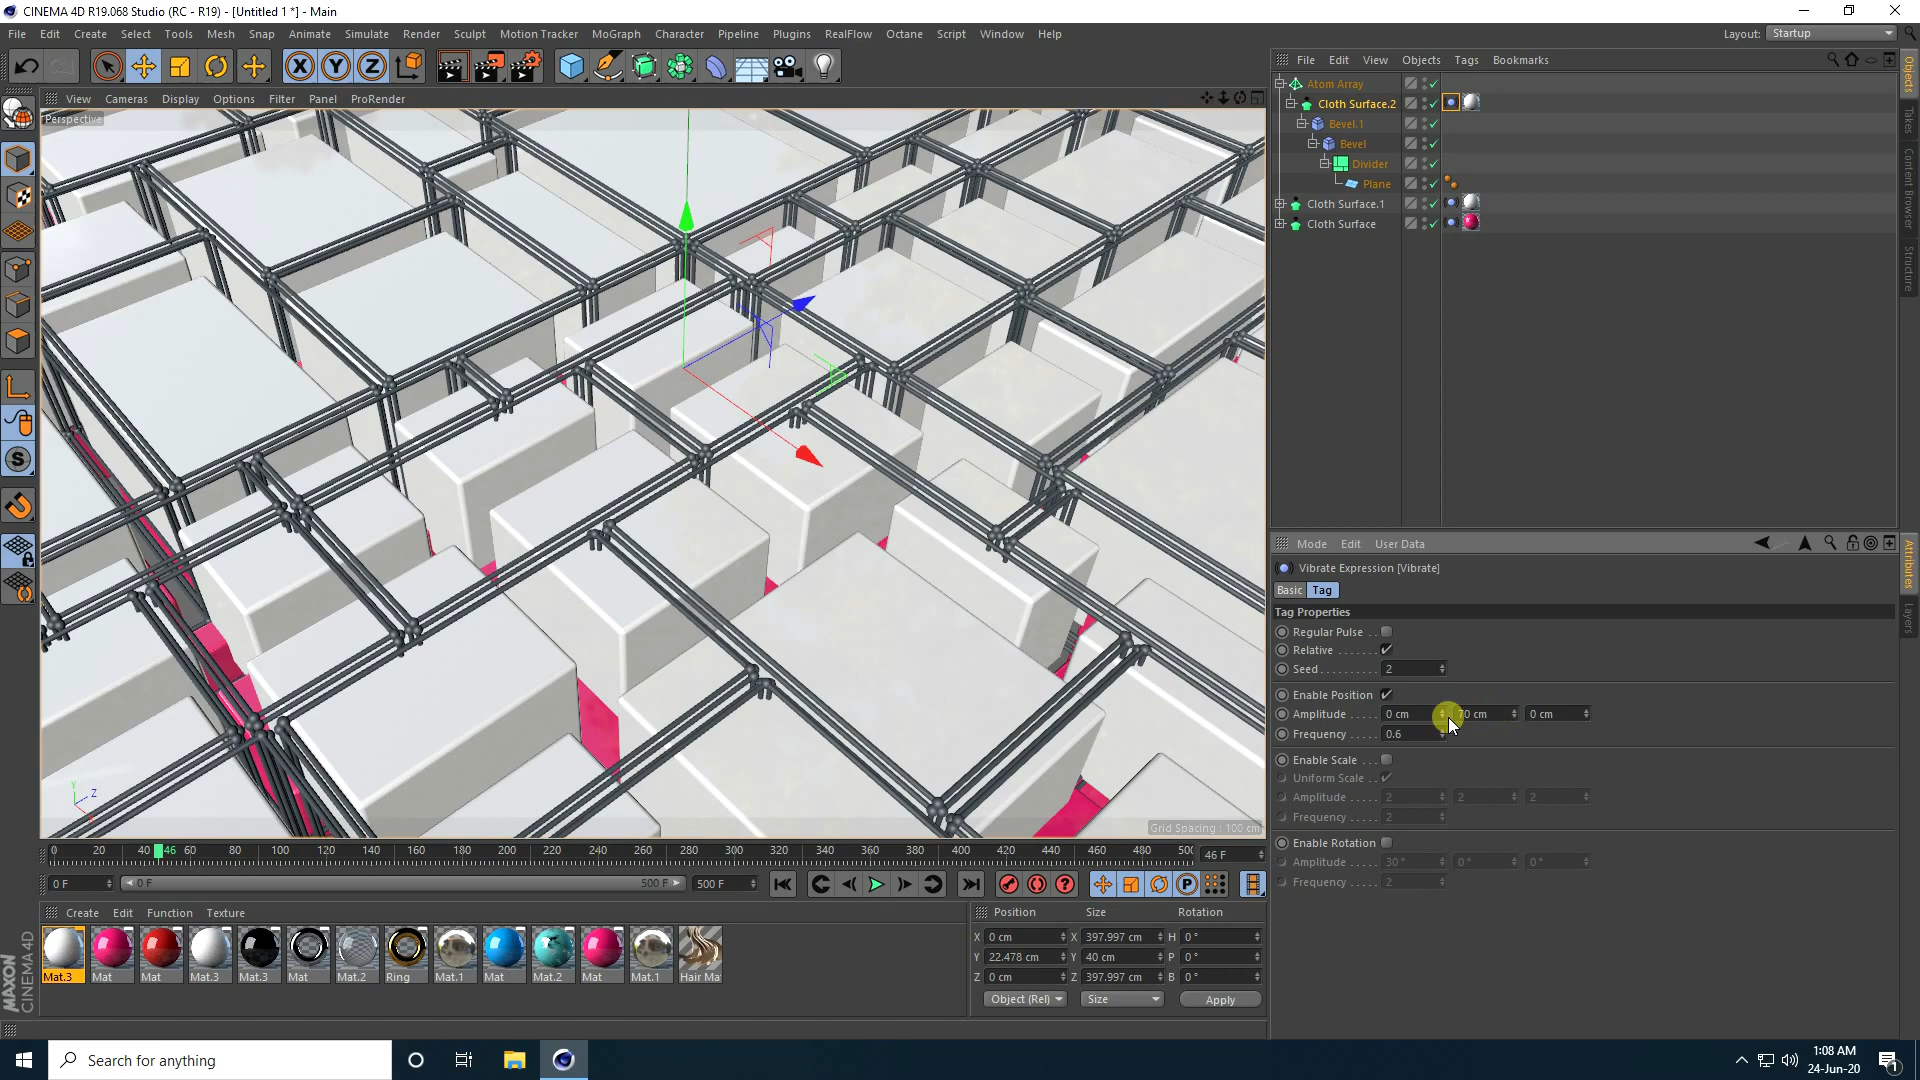 CINEMA 4D R19.068 Studio (RC - R19) - [Untitled 1 *] - Main
File Edit Create Select Tools Mesh Snap Animate Simulate Render Sculpt Motion Tracker MoGraph Character Pipeline Plugins RealFlow Octane Script Window Help
Layout: Startup
X Y Z
File Edit View Objects Tags Bookmarks
View Cameras Display Options Filter Panel ProRender
Perspective
Atom Array
Cloth Surface.2
Bevel.1
Bevel
Divider
Plane
Cloth Surface.1
Cloth Surface
Objects
Takes
Content Browser
Structure
Mode Edit User Data
Vibrate Expression [Vibrate]
Basic Tag
Tag Properties
Regular Pulse . .
Relative . . . . . . .
Seed . . . . . . . . . 2
Enable Position
Amplitude . . . . . 0 cm 70 cm 0 cm
Frequency . . . . . 0.6
Enable Scale . . .
Uniform Scale . .
Amplitude . . . . . 2 2 2
Frequency . . . . . 2
Enable Rotation
Amplitude . . . . . 30 ° 0 ° 0 °
Frequency . . . . . 2
Attributes
Layers
Y Z
Grid Spacing : 100 cm
0 20 40 46 60 80 100 120 140 160 180 200 220 240 260 280 300 320 340 360 380 400 420 440 460 480 500
46 F
0 F 0 F 500 F 500 F
Create Edit Function Texture
Mat.3 Mat Mat Mat.3 Mat.3 Mat Mat.2 Ring Mat.1 Mat Mat.2 Mat Mat.1 Hair Ma
MAXON CINEMA 4D
Position Size Rotation
X 0 cm X 397.997 cm H 0 °
Y 22.478 cm Y 40 cm P 0 °
Z 0 cm Z 397.997 cm B 0 °
Object (Rel) Size Apply
Search for anything
1:08 AM
24-Jun-20
1